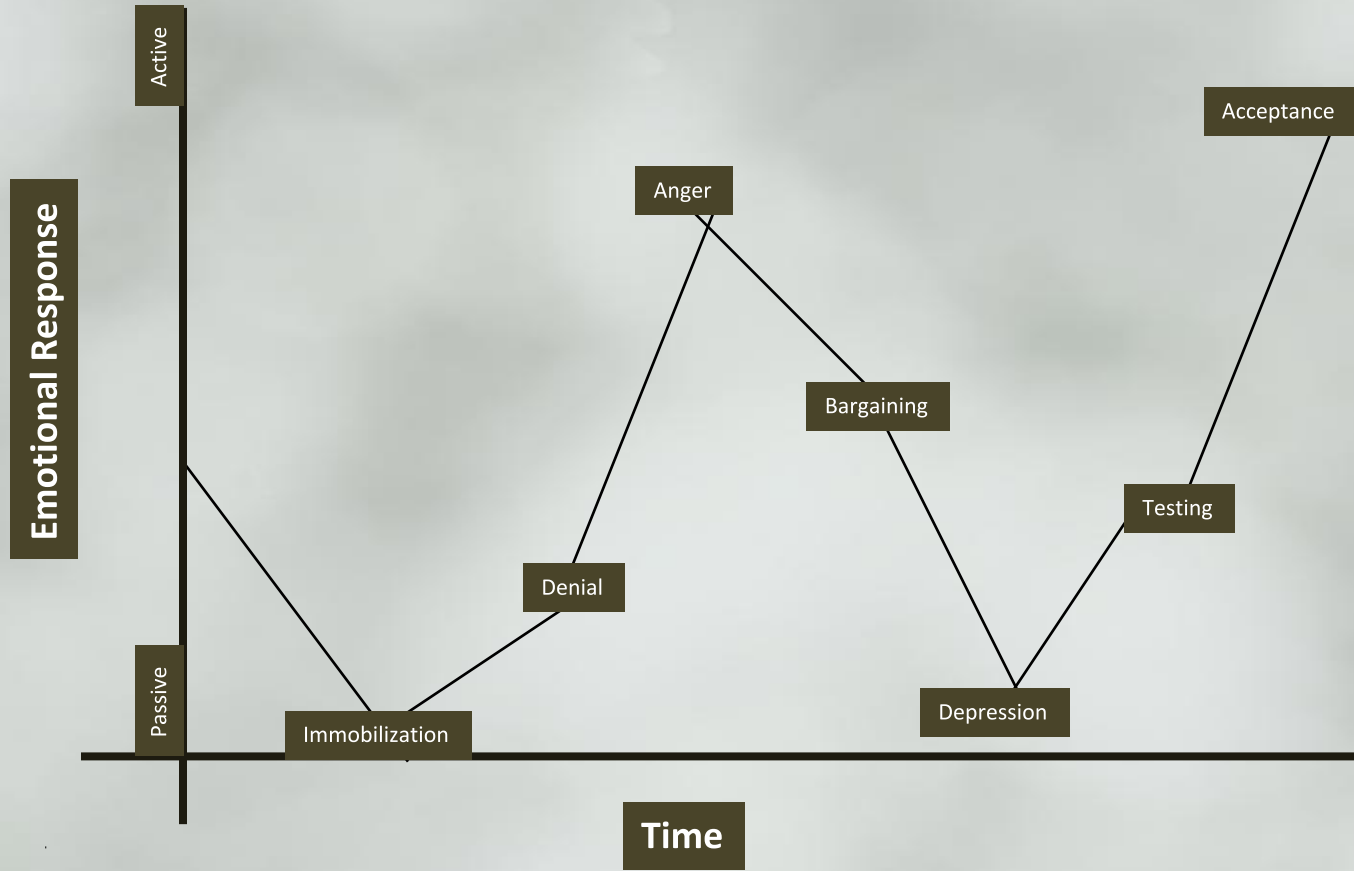 Active
Acceptance
Anger
Emotional Response
Bargaining
Testing
Denial
Passive
Depression
Immobilization
Time